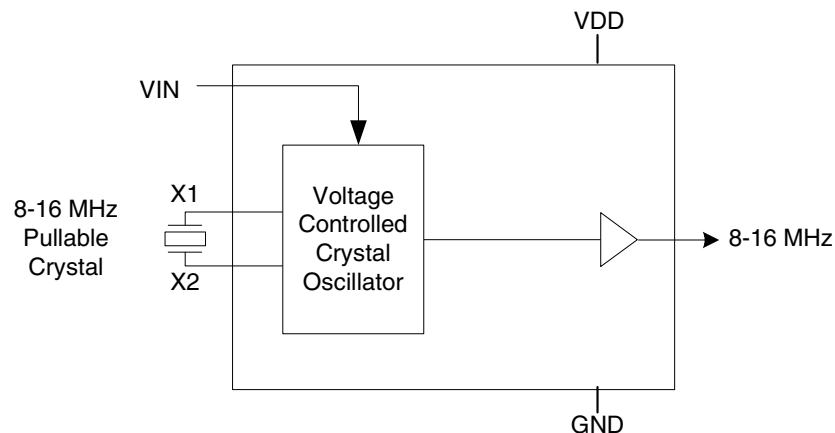 VDD
VIN
X1
8-16 MHz
Pullable
Crystal
X2
Voltage
Controlled
Crystal
Oscillator
8-16 MHz
GND